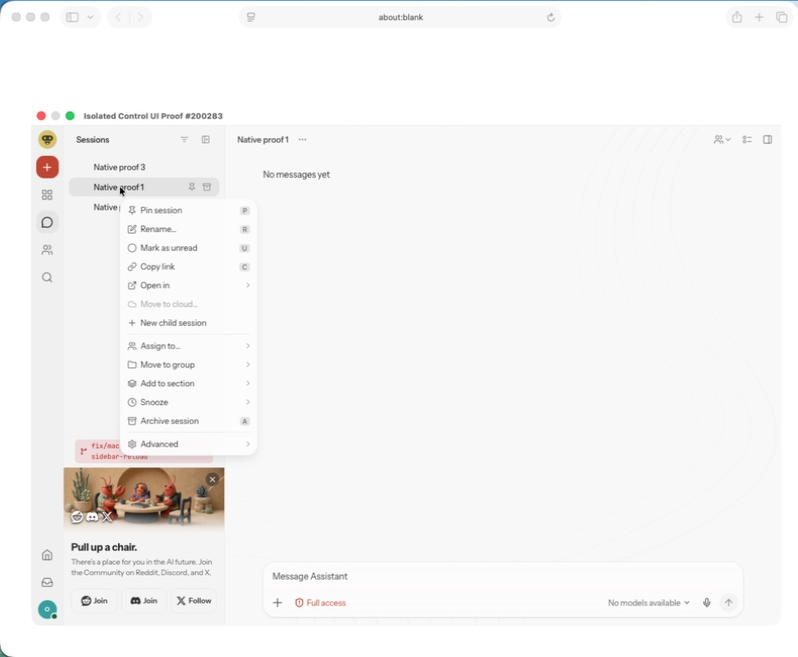 about:blank
Isolated Control UI Proof #200283
Sessions
Native proof 1
Native proof 3
No messages yet
Native proof 1
Native
Pin session P
Rename... R
Mark as unread U
Copy link C
Open in
Move to cloud...
New child session
Assign to...
Move to group
Add to section
Snooze
Archive session A
Advanced
fix/mac
sidebar-reload
Pull up a chair.
There's a place for you in the AI future. Join
the Community on Reddit, Discord, and X.
Join
Join
Follow
Message Assistant
Full access
No models available
O